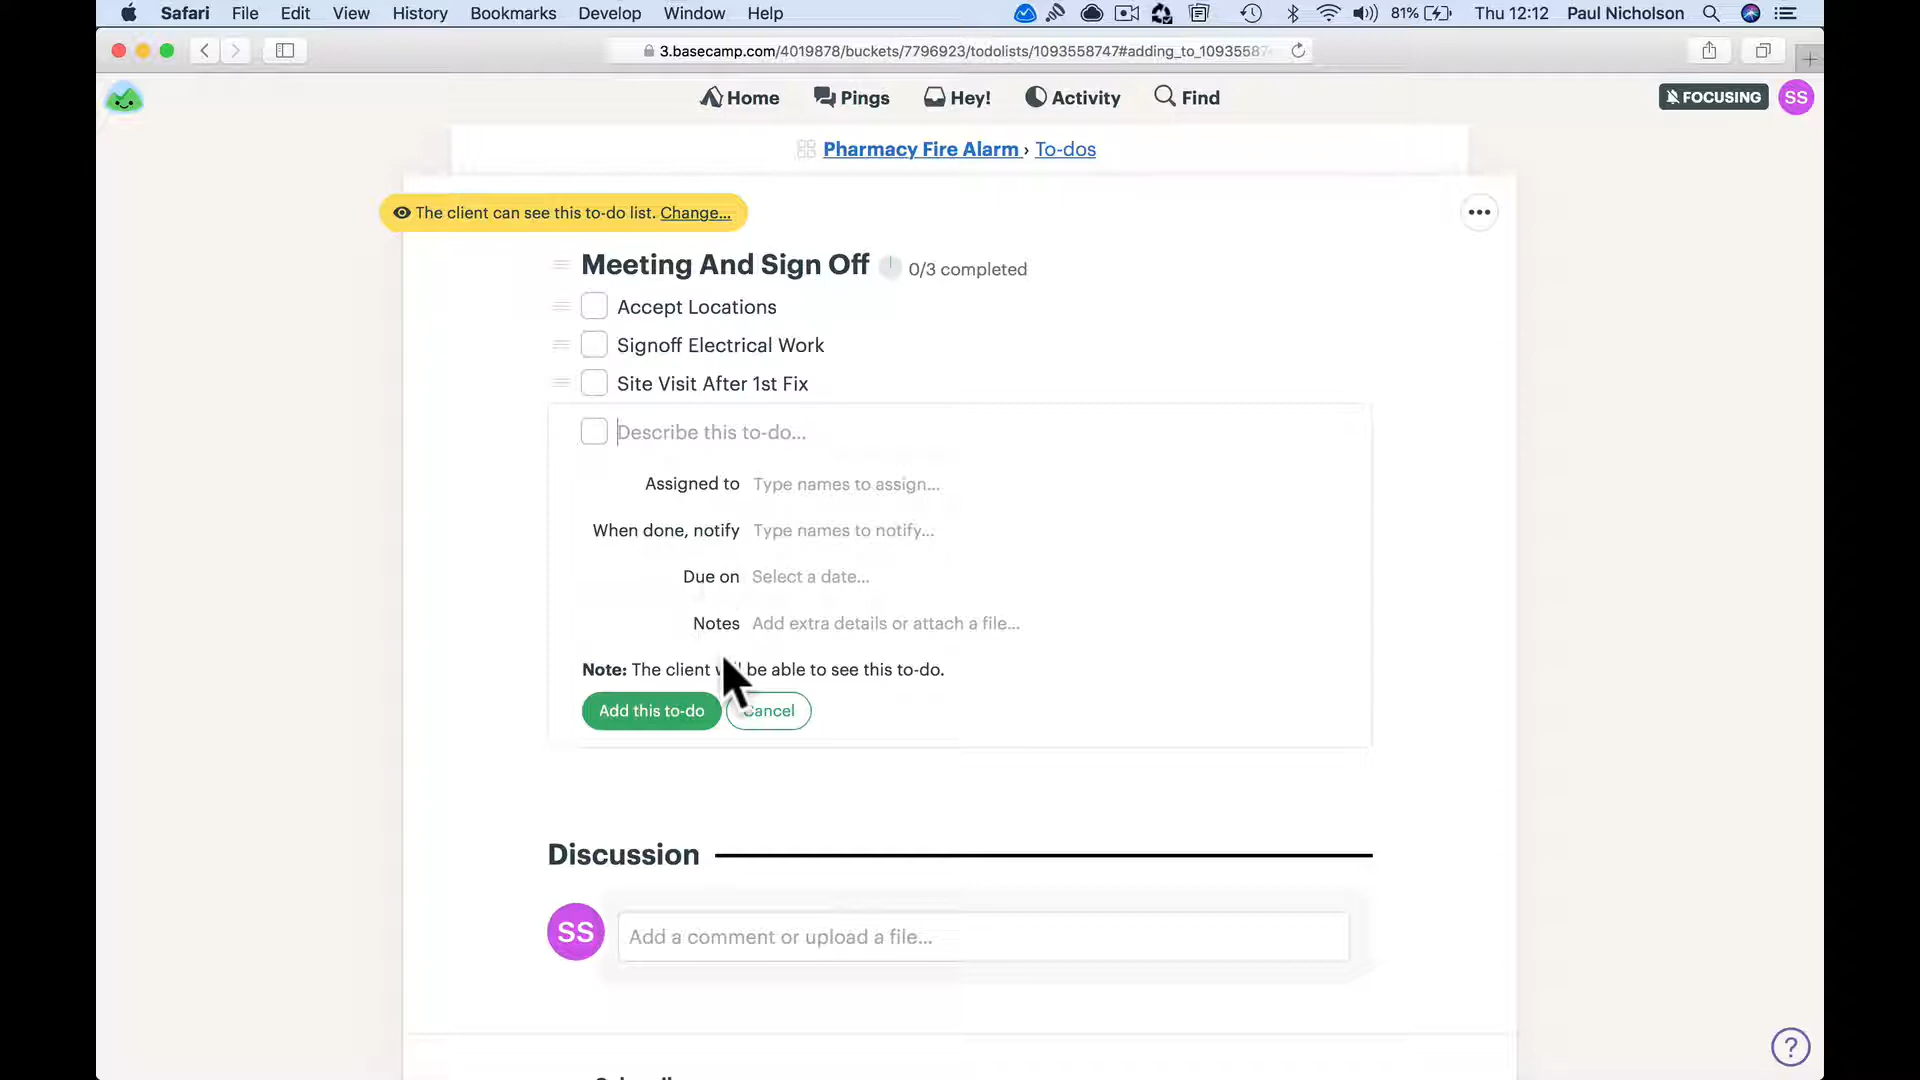 Safari File Edit View History Bookmarks Develop Window Help 81% Thu 12:12 Paul Nicholson
3.basecamp.com/4019878/buckets/7796923/todolists/1093558747#adding_to_10935587
Home Pings Hey! Activity Find FOCUSING SS
Pharmacy Fire Alarm › To-dos
The client can see this to-do list. Change...
Meeting And Sign Off 0/3 completed
Accept Locations
Signoff Electrical Work
Site Visit After 1st Fix
Describe this to-do...
Assigned to Type names to assign...
When done, notify Type names to notify...
Due on Select a date...
Notes Add extra details or attach a file...
Note: The client will be able to see this to-do.
Add this to-do Cancel
Discussion
SS Add a comment or upload a file...
?